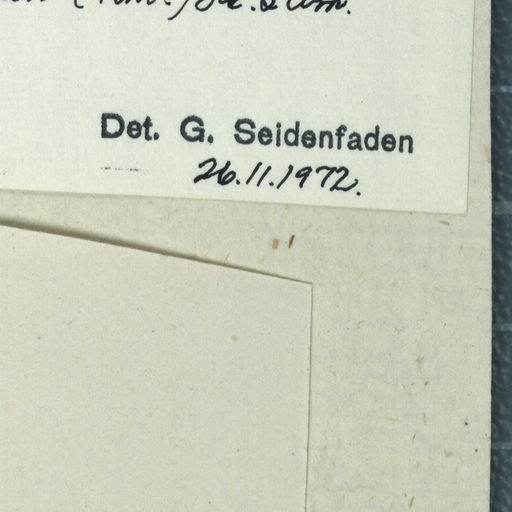 Det. G. Seidenfaden
26.11.1972.